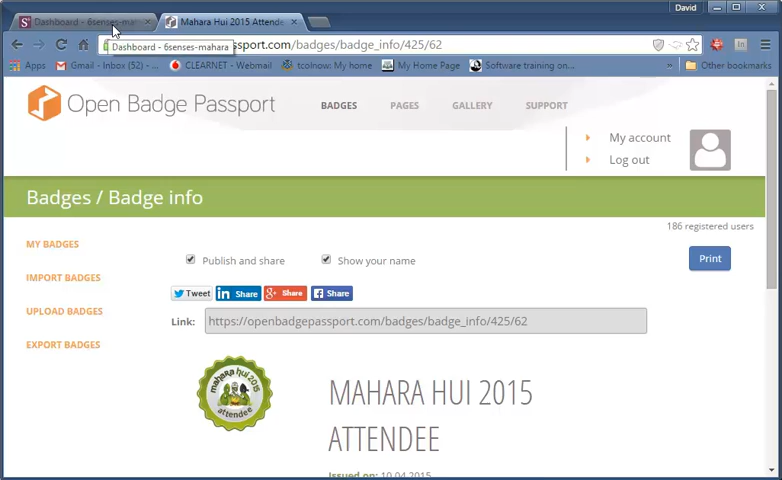 David
Dashboard - 6senses-ma
Mahara Hui 2015 Attende
Dashboard - 6senses-mahara
passport.com/badges/badge_info/425/62
Apps Gmail - Inbox (52) - ... CLEARNET - Webmail tcolnow: My home My Home Page Software training on... » Other bookmarks
Open Badge Passport
BADGES PAGES GALLERY SUPPORT
My account
Log out
Badges / Badge info
186 registered users
MY BADGES
IMPORT BADGES
UPLOAD BADGES
EXPORT BADGES
Publish and share Show your name
Print
Tweet Share Share Share
Link: https://openbadgepassport.com/badges/badge_info/425/62
mahara hui 2015
attendee
MAHARA HUI 2015
ATTENDEE
Issued on: 10.04.2015